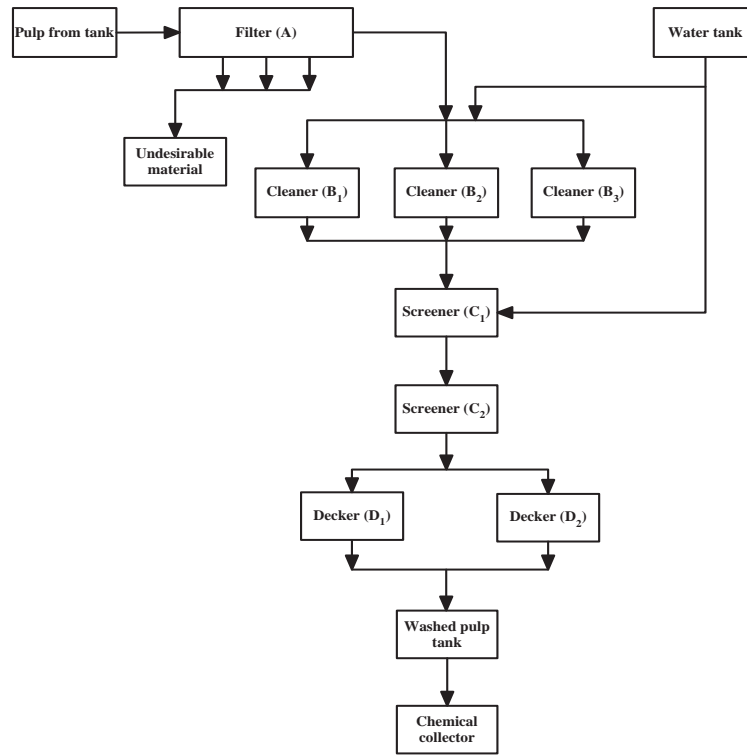 Pulp from tank
Filter (A)
Water tank
Undesirable
material
Cleaner (B1)
Cleaner (B2)
Cleaner (B3)
Screener (C1)
Screener (C2)
Decker (D1)
Decker (D2)
Washed pulp
tank
Chemical
collector